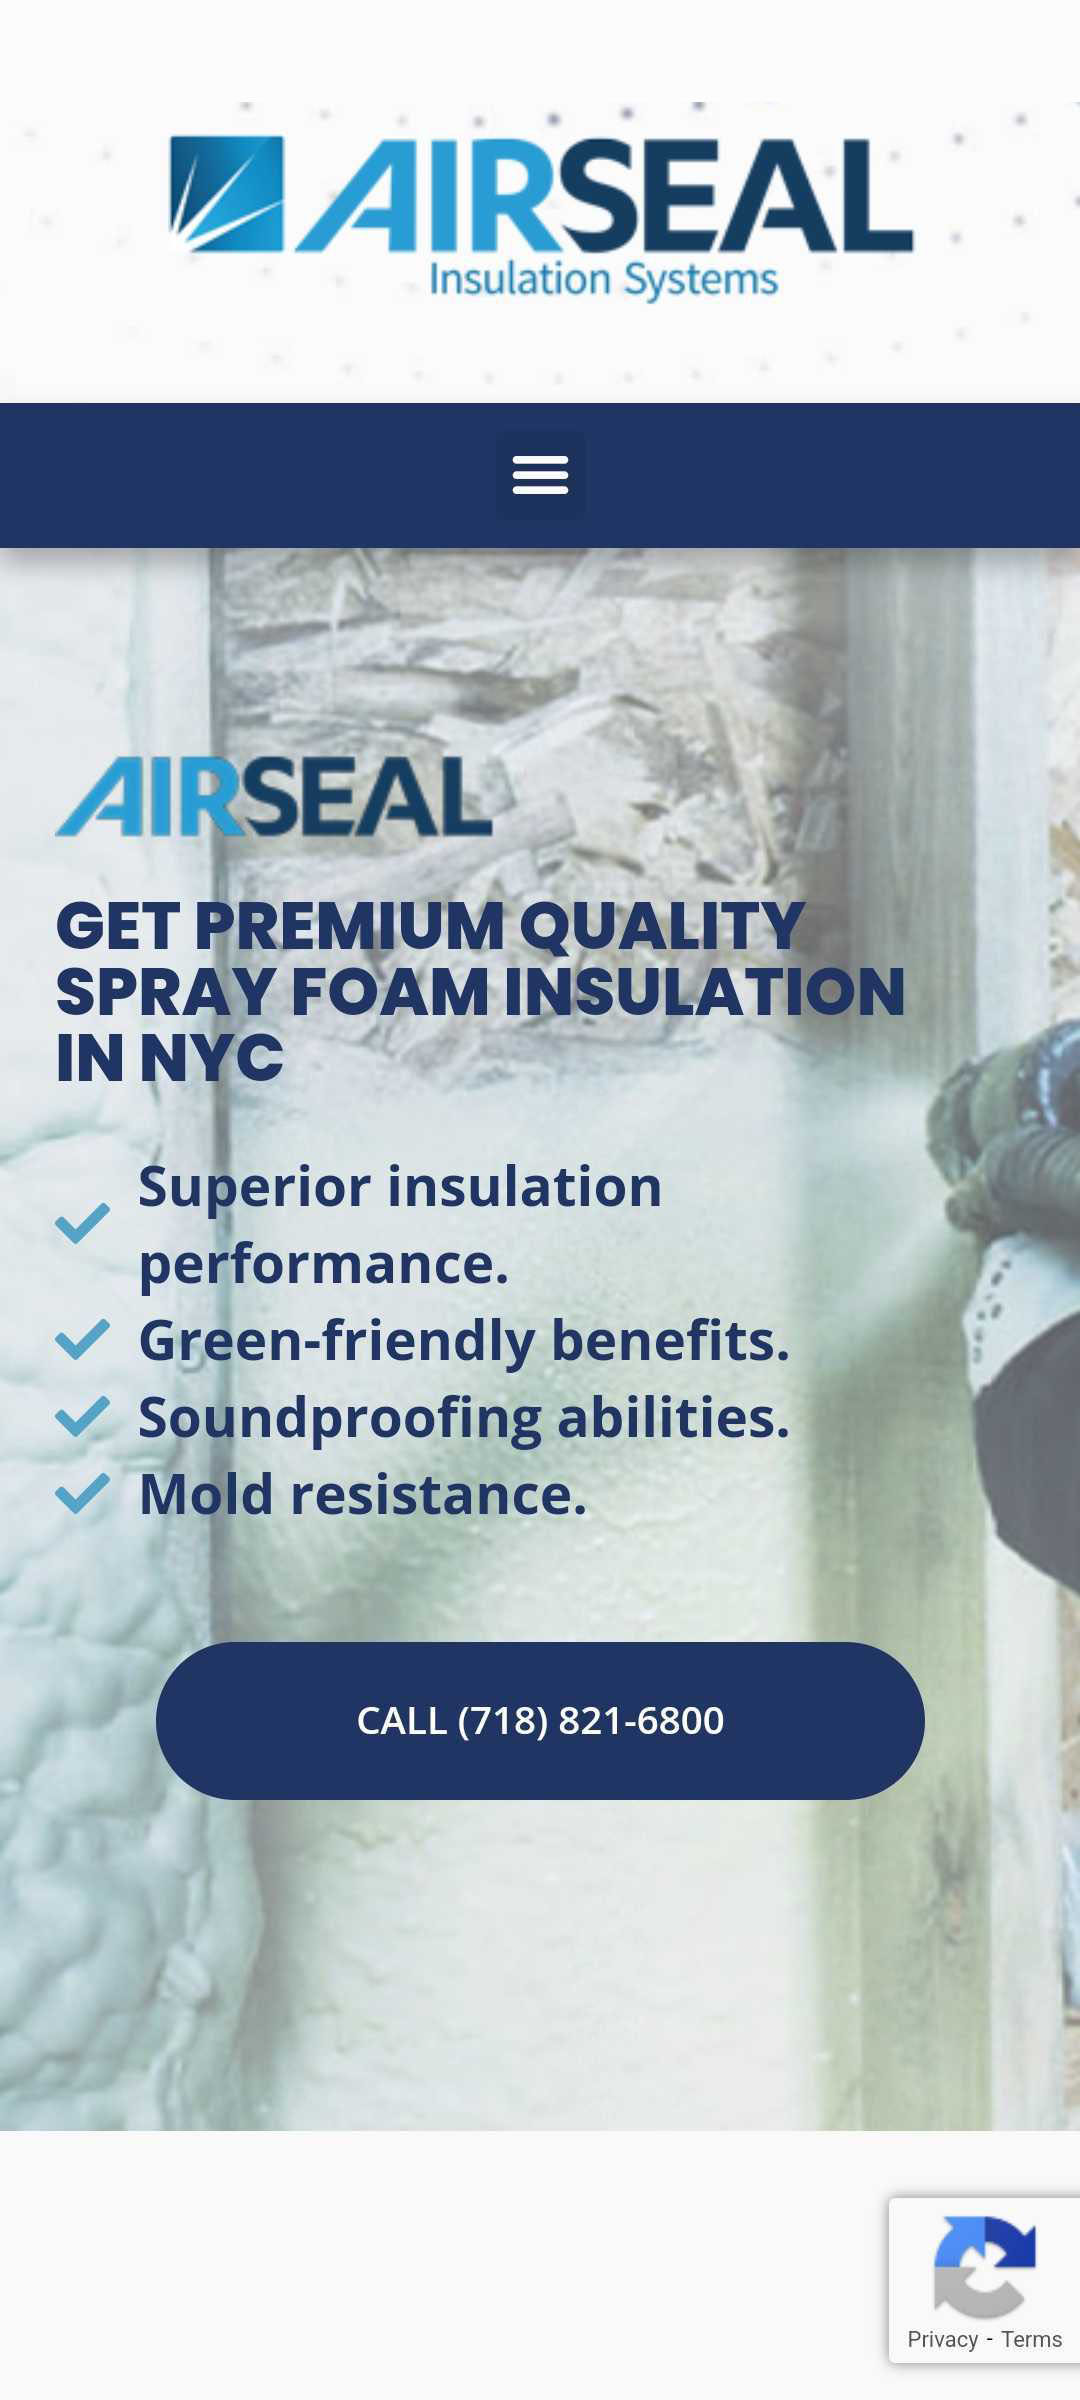 AIRSEAL
Insulation Systems
AIRSEAL
GET PREMIUM QUALITY
SPRAY FOAM INSULATION
IN NYC
Superior insulation
performance.
Green-friendly benefits.
Soundproofing abilities.
Mold resistance.
CALL (718) 821-6800
Privacy - Terms